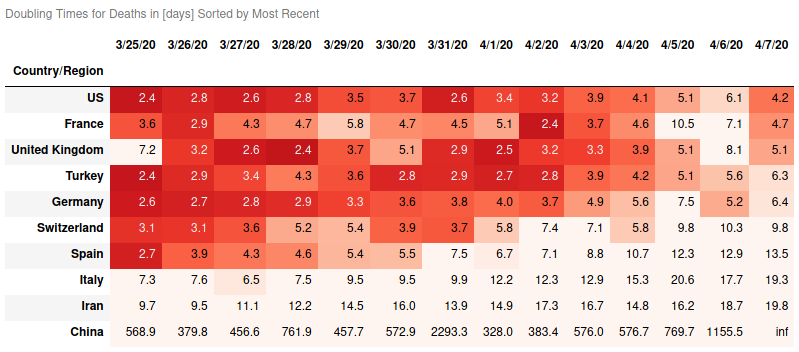 Doubling Times for Deaths in [days] Sorted by Most Recent
3/25/20 3/26/20 3/27/20 3/28/20 3/29/20 3/30/20 3/31/20 4/1/20 4/2/20 4/3/20 4/4/20 4/5/20 4/6/20 4/7/20
Country/Region
US 2.4 2.8 2.6 2.8 3.5 3.7 2.6 3.4 3.2 3.9 4.1 5.1 6.1 4.2
France 3.6 2.9 4.3 4.7 5.8 4.7 4.5 5.1 2.4 3.7 4.6 10.5 7.1 4.7
United Kingdom 7.2 3.2 2.6 2.4 3.7 5.1 2.9 2.5 3.2 3.3 3.9 5.1 8.1 5.1
Turkey 2.4 2.9 3.4 4.3 3.6 2.8 2.9 2.7 2.8 3.9 4.2 5.1 5.6 6.3
Germany 2.6 2.7 2.8 2.9 3.3 3.6 3.8 4.0 3.7 4.9 5.6 7.5 5.2 6.4
Switzerland 3.1 3.1 3.6 5.2 5.4 3.9 3.7 5.8 7.4 7.1 5.8 9.8 10.3 9.8
Spain 2.7 3.9 4.3 4.6 5.4 5.5 7.5 6.7 7.1 8.8 10.7 12.3 12.9 13.5
Italy 7.3 7.6 6.5 7.5 9.5 9.5 9.9 12.2 12.3 12.9 15.3 20.6 17.7 19.3
Iran 9.7 9.5 11.1 12.2 14.5 16.0 13.9 14.9 17.3 16.7 14.8 16.2 18.7 19.8
China 568.9 379.8 456.6 761.9 457.7 572.9 2293.3 328.0 383.4 576.0 576.7 769.7 1155.5 inf